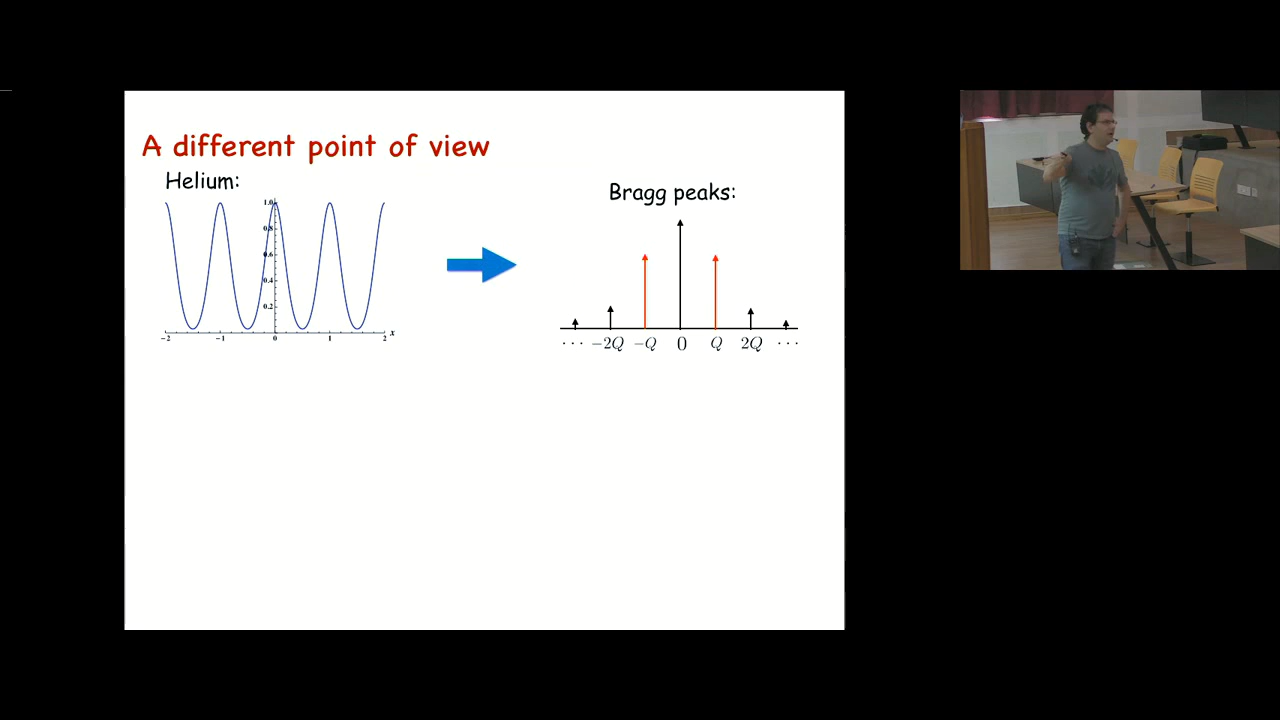 A different point of view
Helium:
Bragg peaks:
1.0
0.8
0.6
0.4
0.2
-2 -1 0 1 2 x
··· −2Q −Q 0 Q 2Q ···